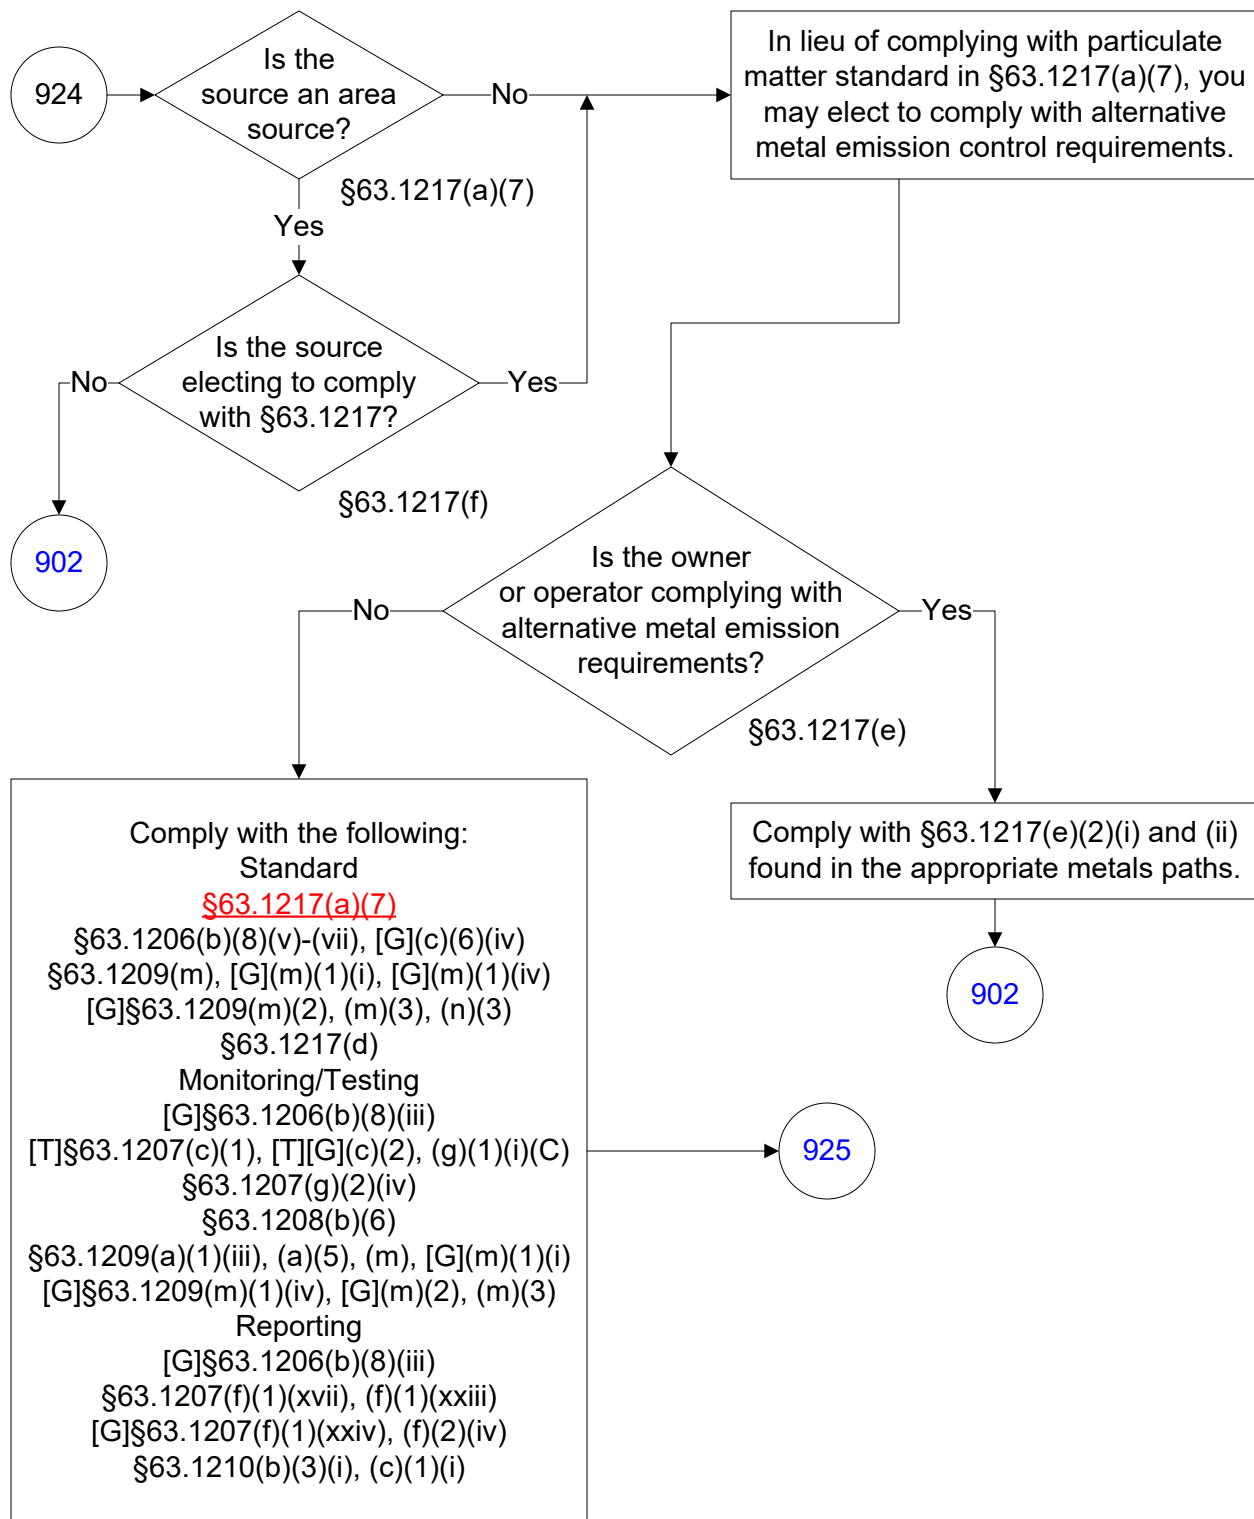 924
Is the
source an area
source?
No
In lieu of complying with particulate
matter standard in §63.1217(a)(7), you
may elect to comply with alternative
metal emission control requirements.
§63.1217(a)(7)
Yes
Is the source
electing to comply
with §63.1217?
No
Yes
§63.1217(f)
902
Is the owner
or operator complying with
alternative metal emission
requirements?
No
Yes
§63.1217(e)
Comply with §63.1217(e)(2)(i) and (ii)
found in the appropriate metals paths.
902
Comply with the following:
Standard
§63.1217(a)(7)
§63.1206(b)(8)(v)-(vii), [G](c)(6)(iv)
§63.1209(m), [G](m)(1)(i), [G](m)(1)(iv)
[G]§63.1209(m)(2), (m)(3), (n)(3)
§63.1217(d)
Monitoring/Testing
[G]§63.1206(b)(8)(iii)
[T]§63.1207(c)(1), [T][G](c)(2), (g)(1)(i)(C)
§63.1207(g)(2)(iv)
§63.1208(b)(6)
§63.1209(a)(1)(iii), (a)(5), (m), [G](m)(1)(i)
[G]§63.1209(m)(1)(iv), [G](m)(2), (m)(3)
Reporting
[G]§63.1206(b)(8)(iii)
§63.1207(f)(1)(xvii), (f)(1)(xxiii)
[G]§63.1207(f)(1)(xxiv), (f)(2)(iv)
§63.1210(b)(3)(i), (c)(1)(i)
925